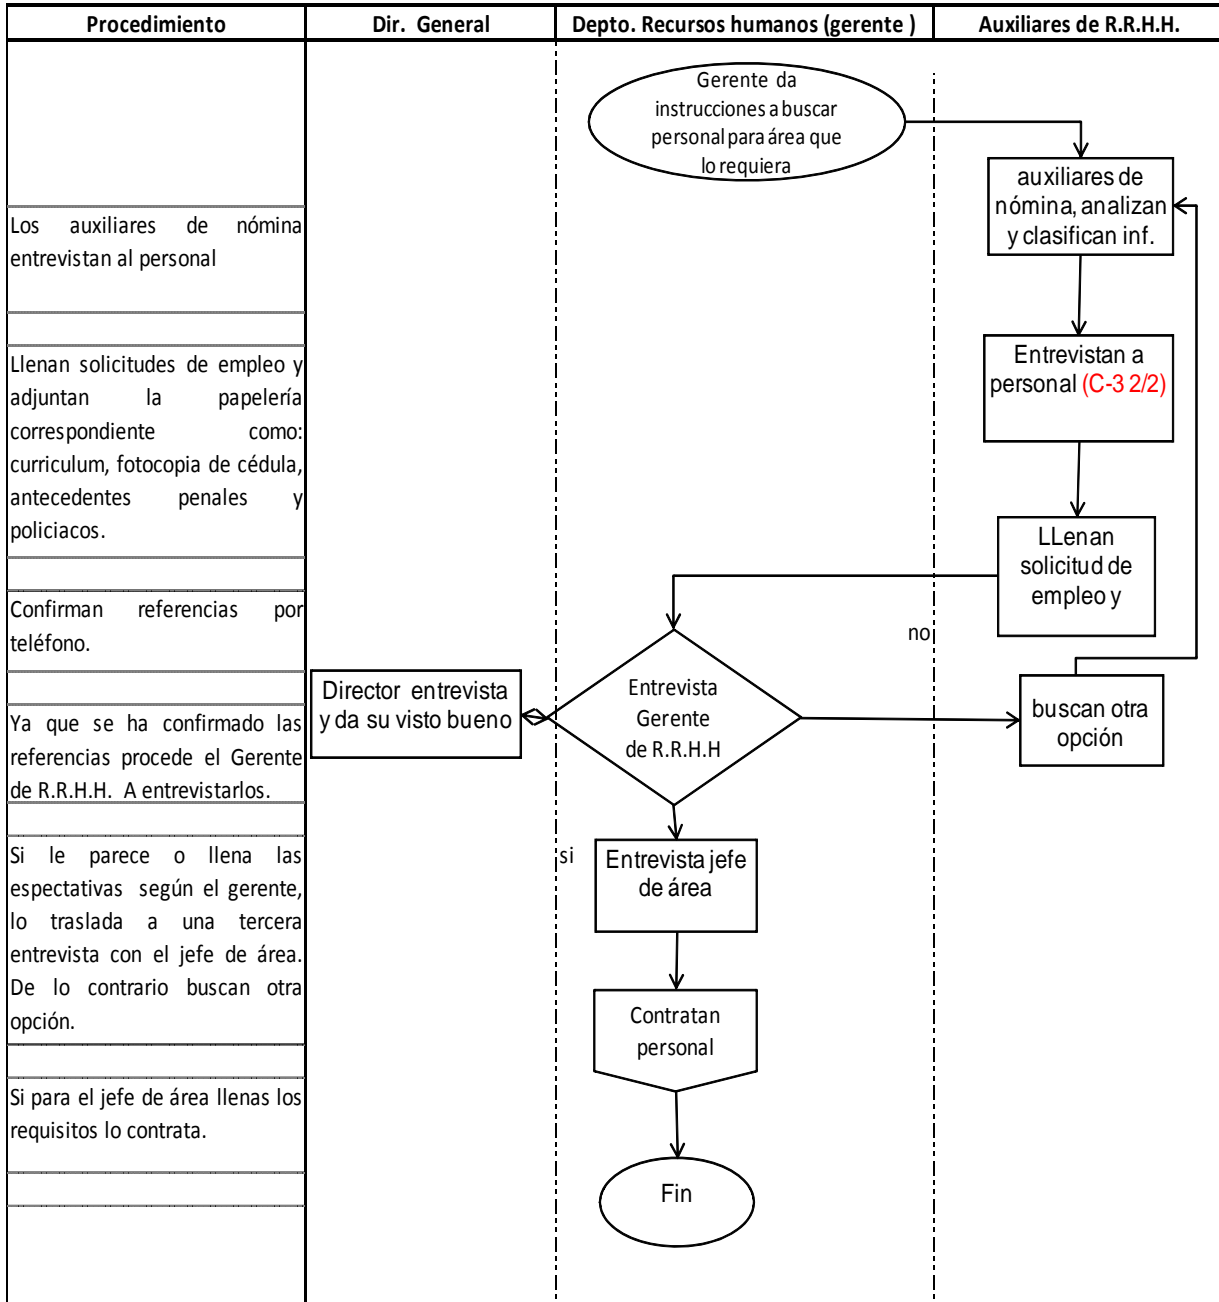 Procedimiento
Dir. General
Depto. Recursos humanos (gerente )
Auxiliares de R.R.H.H.
Gerente da
instrucciones a buscar
personal para área que
lo requiera
auxiliares de
nómina, analizan
y clasifican inf.
Los auxiliares de nómina
entrevistan al personal
Entrevistan a
personal (C-3 2/2)
Llenan solicitudes de empleo y
adjuntan la papelería
correspondiente como:
curriculum, fotocopia de cédula,
antecedentes penales y
policiacos.
LLenan
solicitud de
empleo y
Confirman referencias por
teléfono.
no
Director entrevista
y da su visto bueno
Entrevista
Gerente
de R.R.H.H
buscan otra
opción
Ya que se ha confirmado las
referencias procede el Gerente
de R.R.H.H. A entrevistarlos.
Si le parece o llena las
espectativas según el gerente,
lo traslada a una tercera
entrevista con el jefe de área.
De lo contrario buscan otra
opción.
si
Entrevista jefe
de área
Contratan
personal
Si para el jefe de área llenas los
requisitos lo contrata.
Fin